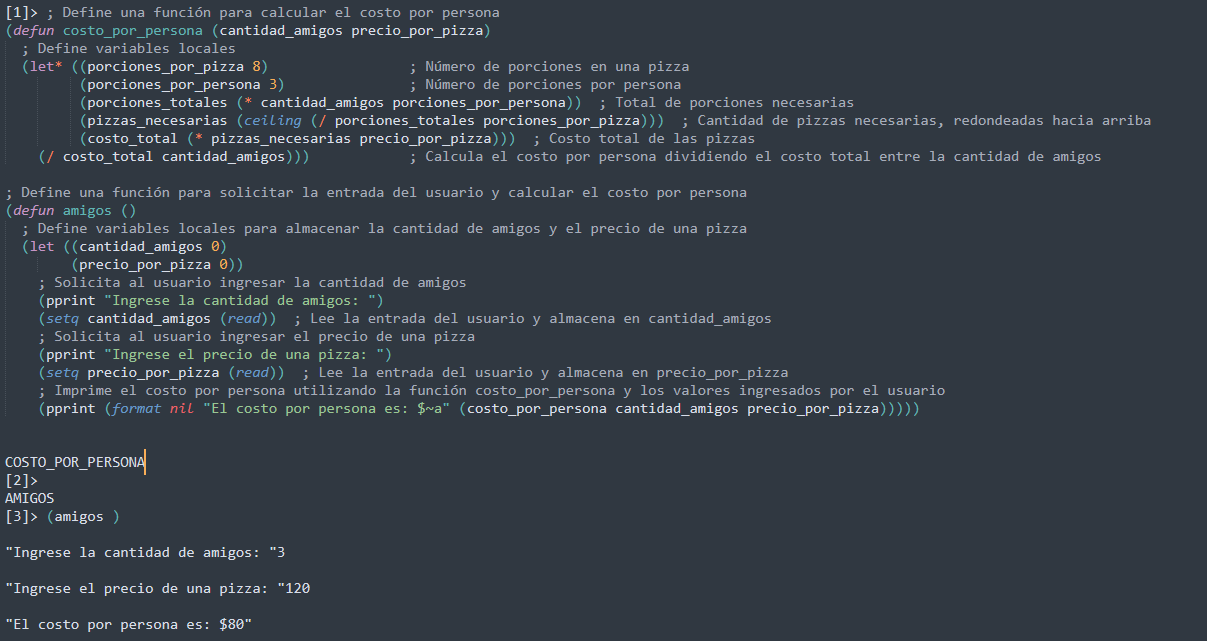 [1]> ; Define una función para calcular el costo por persona
(defun costo_por_persona (cantidad_amigos precio_por_pizza)
  ; Define variables locales
  (let* ((porciones_por_pizza 8)                 ; Número de porciones en una pizza
         (porciones_por_persona 3)               ; Número de porciones por persona
         (porciones_totales (* cantidad_amigos porciones_por_persona))  ; Total de porciones necesarias
         (pizzas_necesarias (ceiling (/ porciones_totales porciones_por_pizza)))  ; Cantidad de pizzas necesarias, redondeadas hacia arriba
         (costo_total (* pizzas_necesarias precio_por_pizza)))  ; Costo total de las pizzas
    (/ costo_total cantidad_amigos)))            ; Calcula el costo por persona dividiendo el costo total entre la cantidad de amigos

; Define una función para solicitar la entrada del usuario y calcular el costo por persona
(defun amigos ()
  ; Define variables locales para almacenar la cantidad de amigos y el precio de una pizza
  (let ((cantidad_amigos 0)
        (precio_por_pizza 0))
    ; Solicita al usuario ingresar la cantidad de amigos
    (pprint "Ingrese la cantidad de amigos: ")
    (setq cantidad_amigos (read))  ; Lee la entrada del usuario y almacena en cantidad_amigos
    ; Solicita al usuario ingresar el precio de una pizza
    (pprint "Ingrese el precio de una pizza: ")
    (setq precio_por_pizza (read))  ; Lee la entrada del usuario y almacena en precio_por_pizza
    ; Imprime el costo por persona utilizando la función costo_por_persona y los valores ingresados por el usuario
    (pprint (format nil "El costo por persona es: $~a" (costo_por_persona cantidad_amigos precio_por_pizza)))))

COSTO_POR_PERSONA
[2]>
AMIGOS
[3]> (amigos )

"Ingrese la cantidad de amigos: "3

"Ingrese el precio de una pizza: "120

"El costo por persona es: $80"